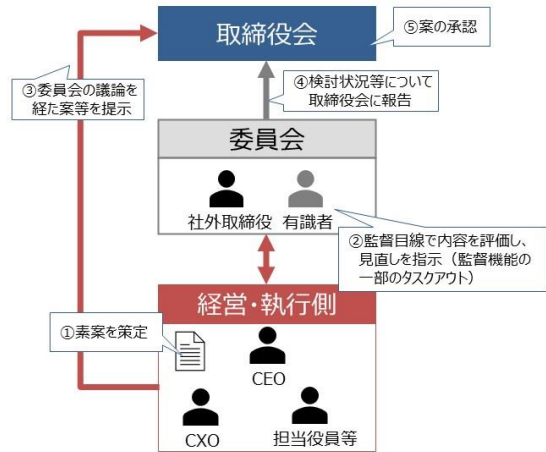 取締役会
⑤案の承認
③委員会の議論を
経た案等を提示
④検討状況等について
取締役会に報告
委員会
社外取締役 有識者
②監督目線で内容を評価し、
見直しを指示（監督機能の
一部のタスクアウト）
経営・執行側
①素案を策定
CEO
CXO
担当役員等